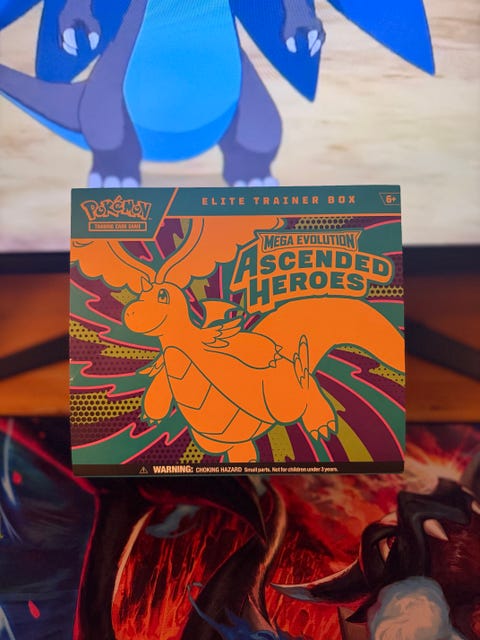 Pokémon
TRADING CARD GAME
ELITE TRAINER BOX
6+
MEGA EVOLUTION
ASCENDED
HEROES
⚠ WARNING: CHOKING HAZARD Small parts. Not for children under 3 years.